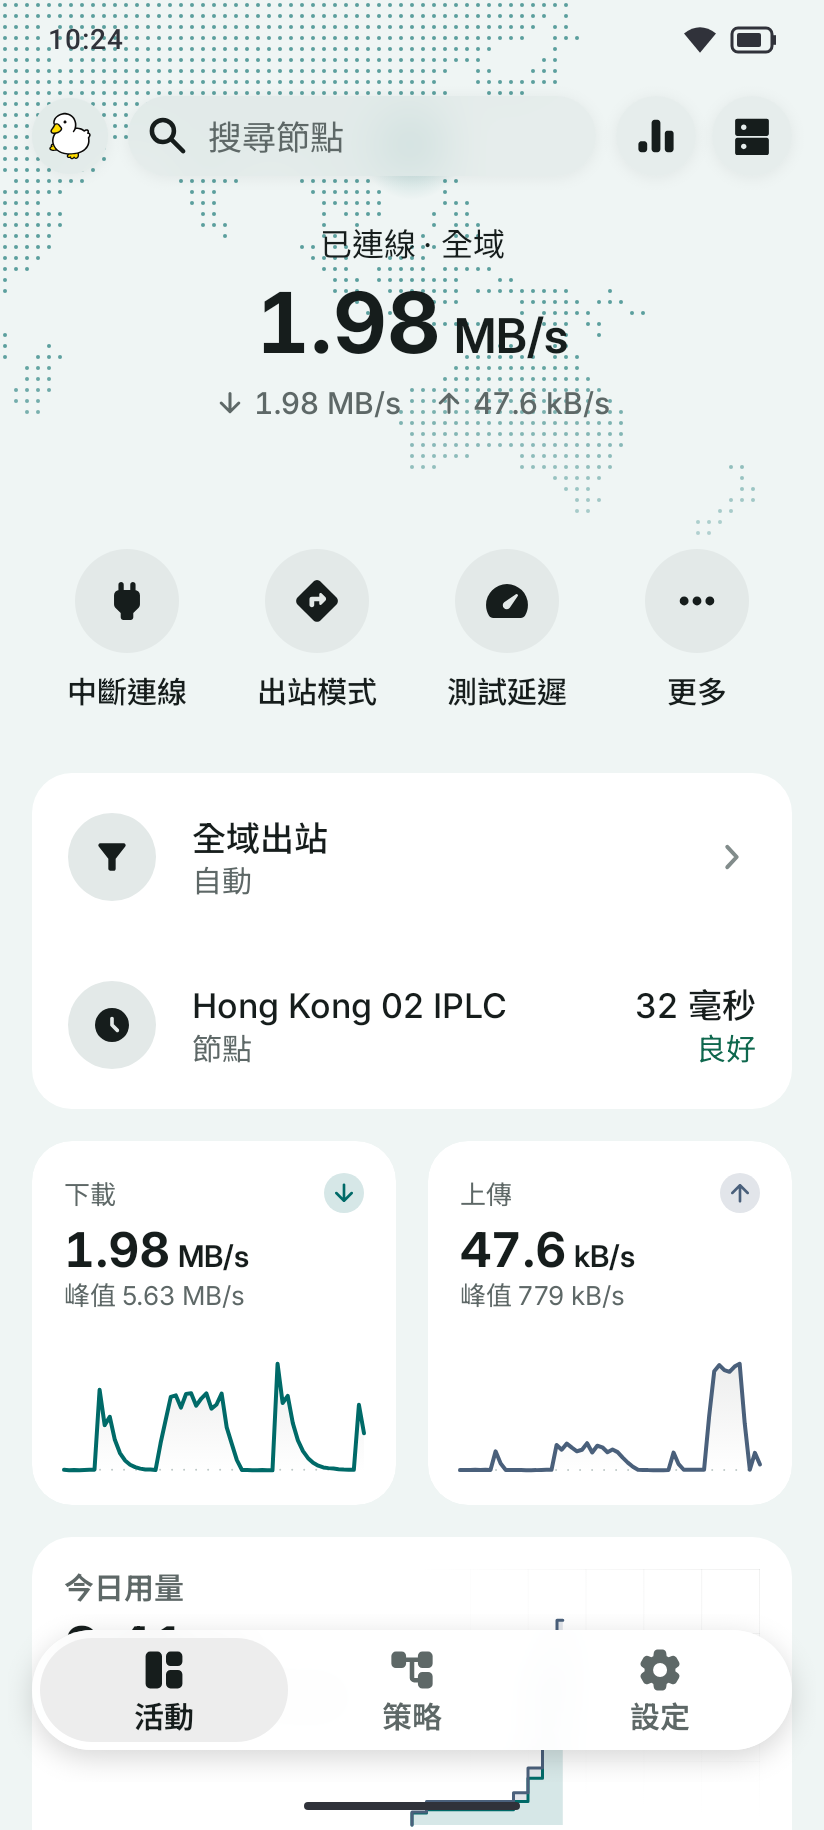 10:24
搜尋節點
已連線 · 全域
1.98 MB/s
1.98 MB/s 47.6 kB/s
中斷連線 出站模式 測試延遲 更多
全域出站
自動
Hong Kong 02 IPLC 32 毫秒
節點 良好
下載
1.98 MB/s
峰值 5.63 MB/s
上傳
47.6 kB/s
峰值 779 kB/s
今日用量
活動 策略 設定